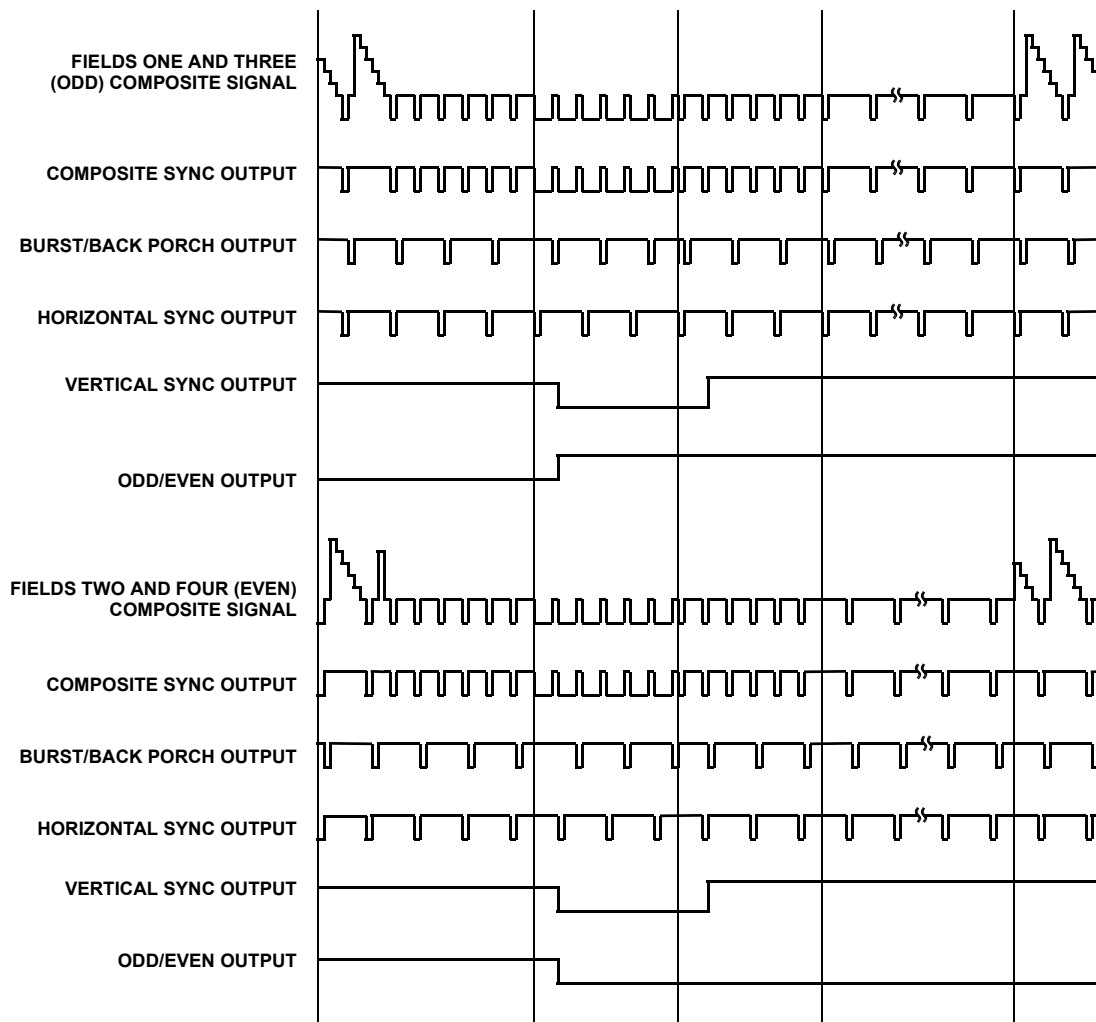 FIELDS ONE AND THREE
(ODD) COMPOSITE SIGNAL
COMPOSITE SYNC OUTPUT
BURST/BACK PORCH OUTPUT
HORIZONTAL SYNC OUTPUT
VERTICAL SYNC OUTPUT
ODD/EVEN OUTPUT
FIELDS TWO AND FOUR (EVEN)
COMPOSITE SIGNAL
COMPOSITE SYNC OUTPUT
BURST/BACK PORCH OUTPUT
HORIZONTAL SYNC OUTPUT
VERTICAL SYNC OUTPUT
ODD/EVEN OUTPUT